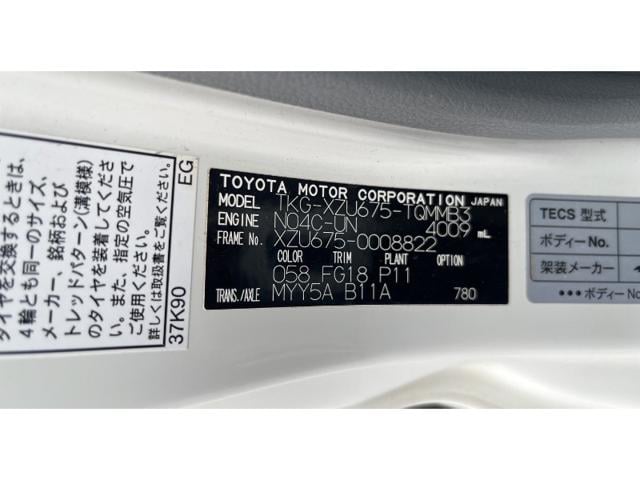 タイヤを交換するときは、
4輪とも同一のサイズ、
メーカー、銘柄および
トレッドパターン(溝模様)
のタイヤを装着してくださ
い。また、指定の空気圧で
ご使用ください。
詳しくは取扱書をご覧ください
37K90
EG
TOYOTA MOTOR CORPORATION JAPAN
MODEL TKG-XZU675-TQMMB3
ENGINE N04C-UN 4009 mL
FRAME No. XZU675-0008822
COLOR TRIM PLANT OPTION
058 FG18 P11
TRANS./AXLE MYY5A B11A 780
TECS 型式
ボディーNo.
架装メーカー
●●●ボディーNo